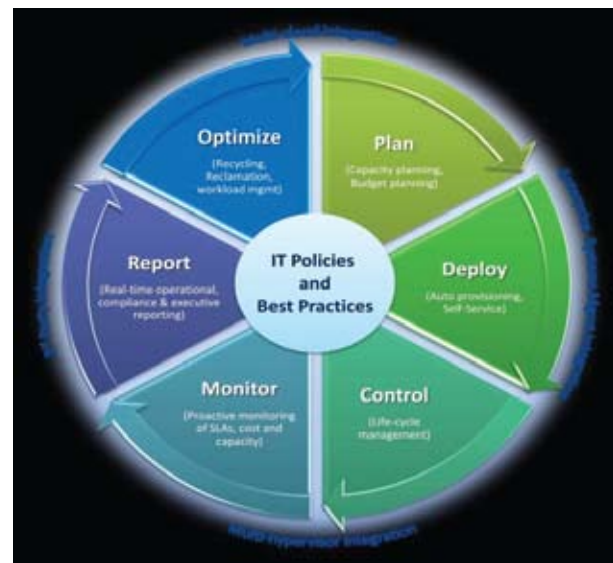 Plan
(Capacity planning,
Budget planning)
Deploy
(Auto provisioning,
Self-Service)
Control
(Life-cycle
management)
Monitor
(Proactive monitoring
of SLAs, cost and
capacity)
Report
(Real-time operational,
compliance & executive
reporting)
Optimize
(Recycling,
Reclamation,
workload mgmt)
IT Policies
and
Best Practices
Multi-hypervisor Integration